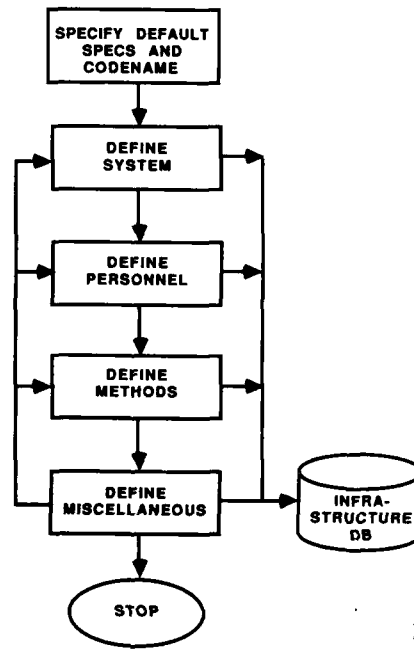 SPECIFY DEFAULT
SPECS AND
CODENAME
DEFINE
SYSTEM
DEFINE
PERSONNEL
DEFINE
METHODS
DEFINE
MISCELLANEOUS
INFRA-
STRUCTURE
DB
STOP